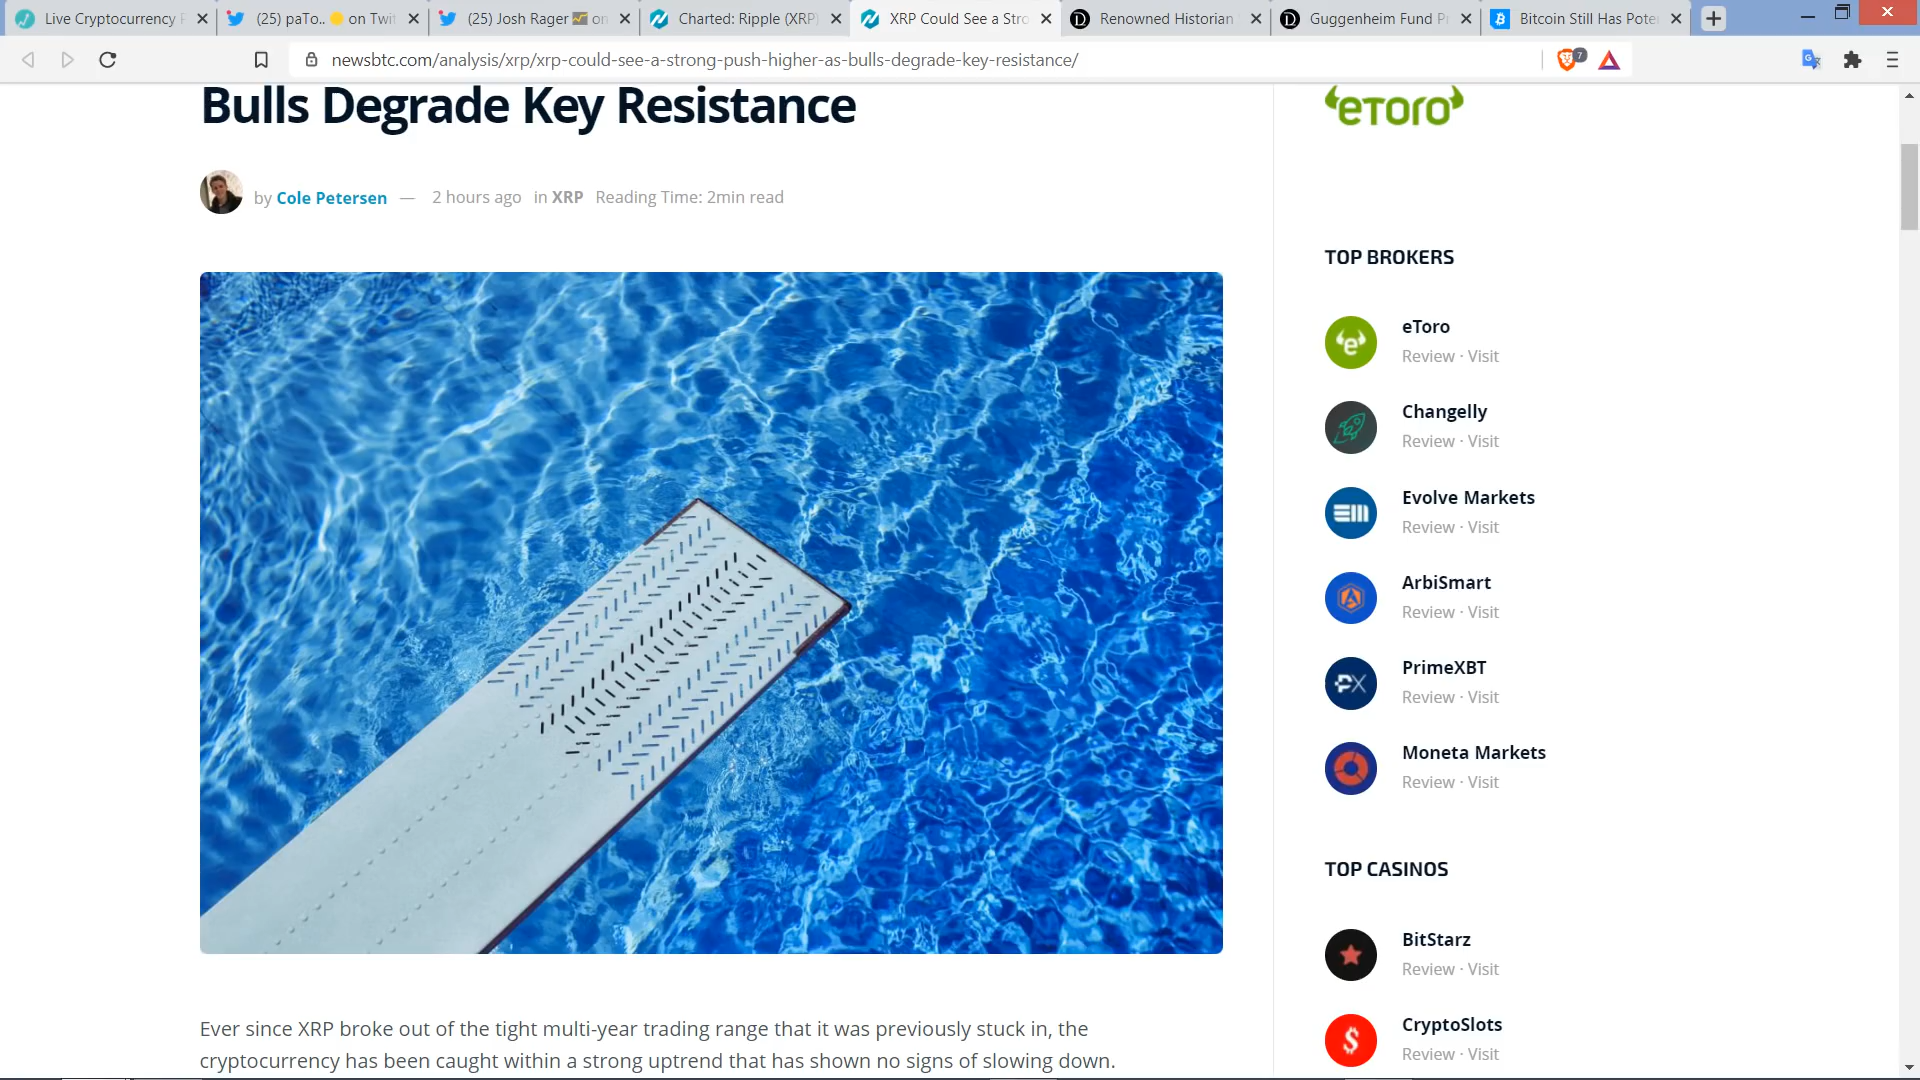 Live Cryptocurrency P
(25) paTo.. on Twit
(25) Josh Rager on
Charted: Ripple (XRP)
XRP Could See a Stro
Renowned Historian
Guggenheim Fund P
Bitcoin Still Has Pote
newsbtc.com/analysis/xrp/xrp-could-see-a-strong-push-higher-as-bulls-degrade-key-resistance/
7
Bulls Degrade Key Resistance
by Cole Petersen — 2 hours ago in XRP Reading Time: 2min read
eToro
TOP BROKERS
eToro
Review · Visit
Changelly
Review · Visit
Evolve Markets
Review · Visit
ArbiSmart
Review · Visit
PrimeXBT
Review · Visit
Moneta Markets
Review · Visit
TOP CASINOS
BitStarz
Review · Visit
CryptoSlots
Review · Visit
Ever since XRP broke out of the tight multi-year trading range that it was previously stuck in, the
cryptocurrency has been caught within a strong uptrend that has shown no signs of slowing down.